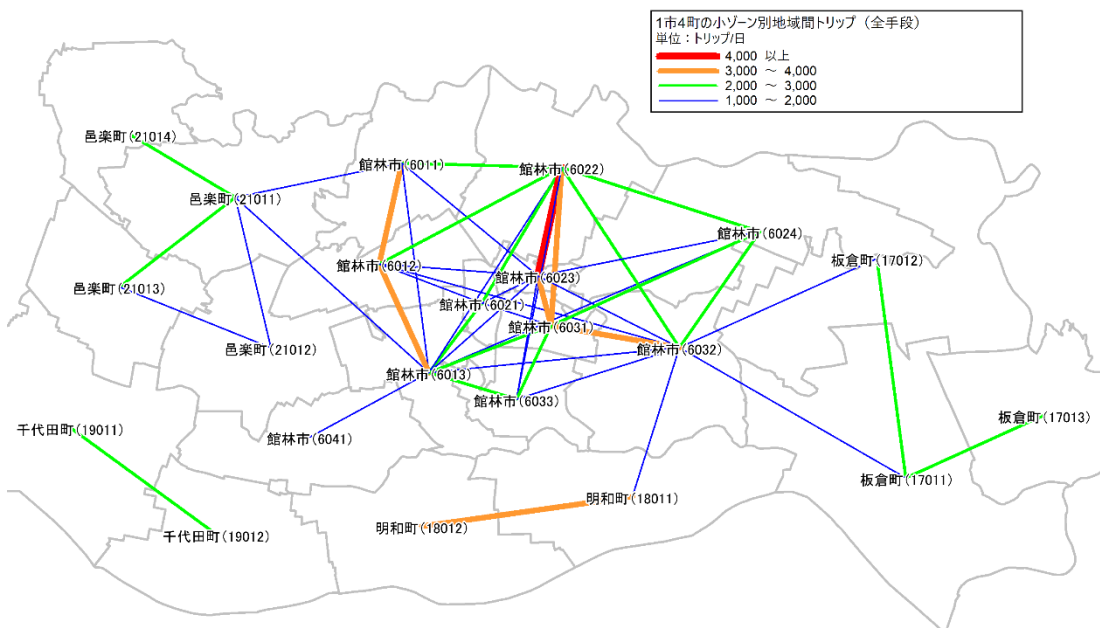 1市4町の小ゾーン別地域間トリップ (全手段)
単位：トリップ/日
4,000 以上
3,000 ～ 4,000
2,000 ～ 3,000
1,000 ～ 2,000
邑楽町(21014)
館林市(6011)
館林市(6022)
邑楽町(21011)
館林市(6024)
板倉町(17012)
館林市(6012)
館林市(6023)
邑楽町(21013)
館林市(6021)
館林市(6031)
邑楽町(21012)
館林市(6032)
館林市(6013)
館林市(6033)
板倉町(17013)
千代田町(19011)
館林市(6041)
板倉町(17011)
明和町(18011)
明和町(18012)
千代田町(19012)